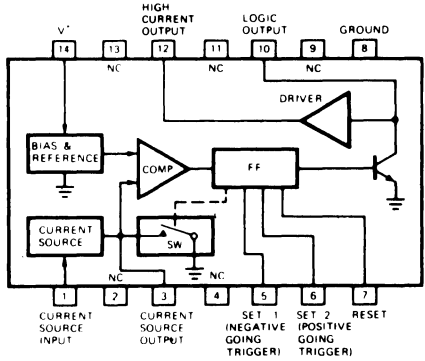 HIGH CURRENT OUTPUT
LOGIC OUTPUT
GROUND
V+
14
13
12
11
10
9
8
NC
NC
NC
DRIVER
BIAS & REFERENCE
COMP
FF
CURRENT SOURCE
SW
NC
NC
1
2
3
4
5
6
7
CURRENT SOURCE INPUT
CURRENT SOURCE OUTPUT
SET 1 (NEGATIVE GOING TRIGGER)
SET 2 (POSITIVE GOING TRIGGER)
RESET